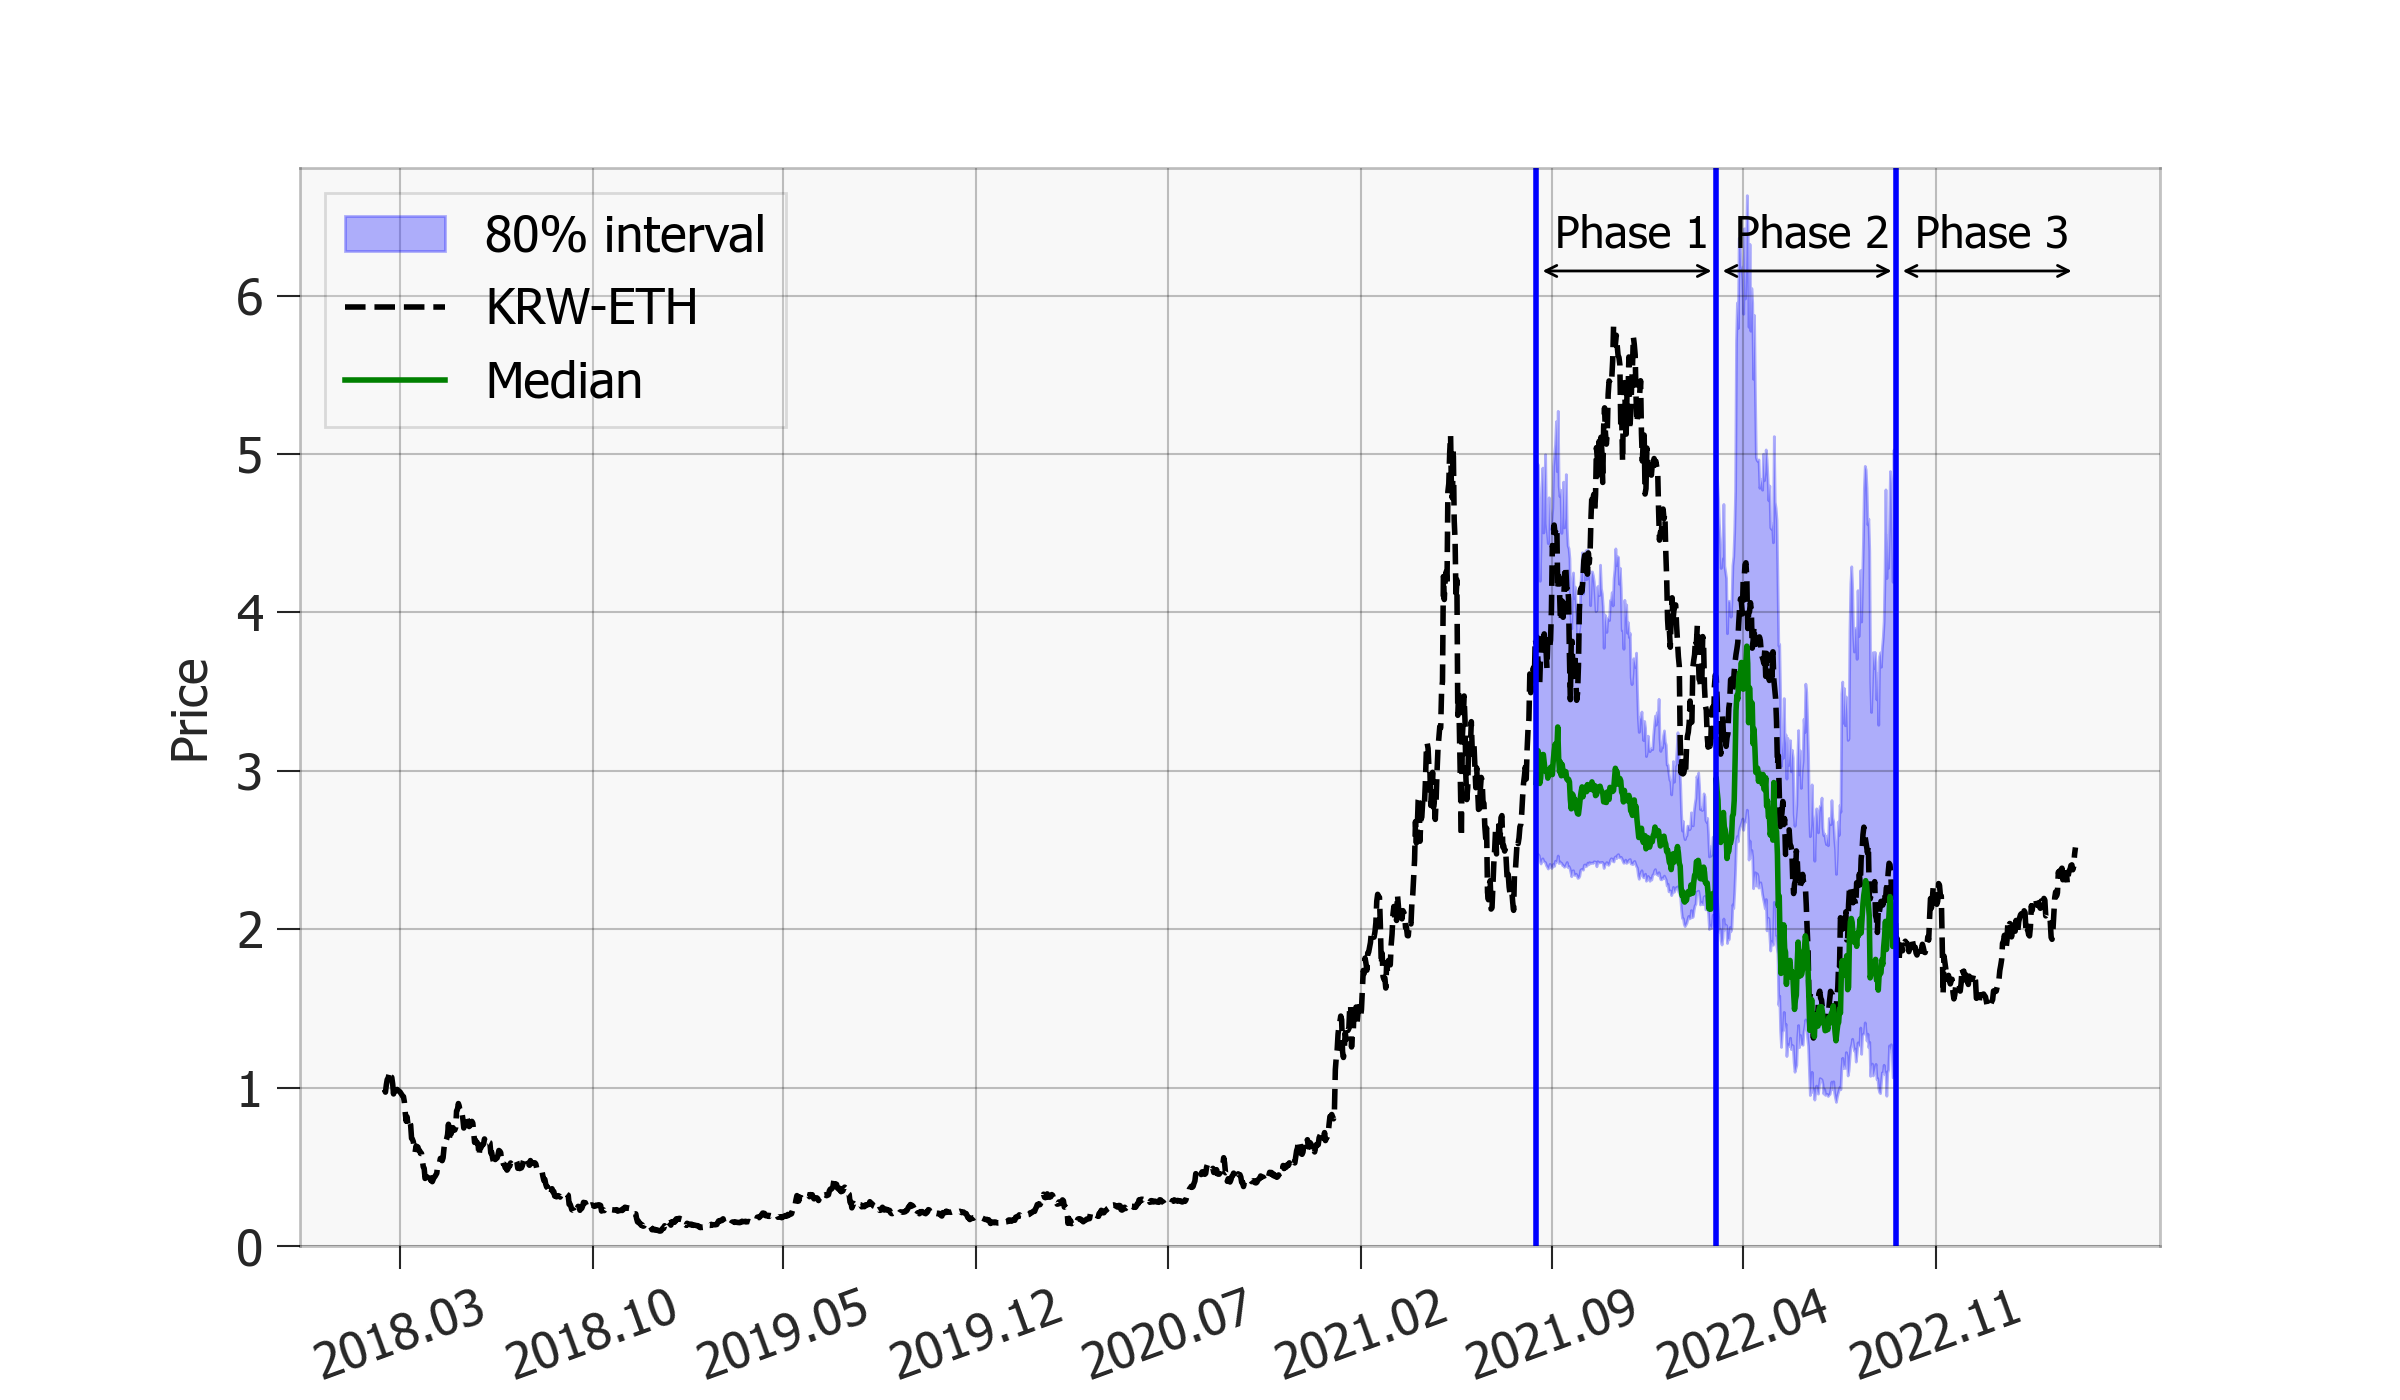 80% interval
KRW-ETH
Median
Phase 1
Phase 2
Phase 3
Price
6
5
4
3
2
1
0
2018.03
2018.10
2019.05
2019.12
2020.07
2021.02
2021.09
2022.04
2022.11